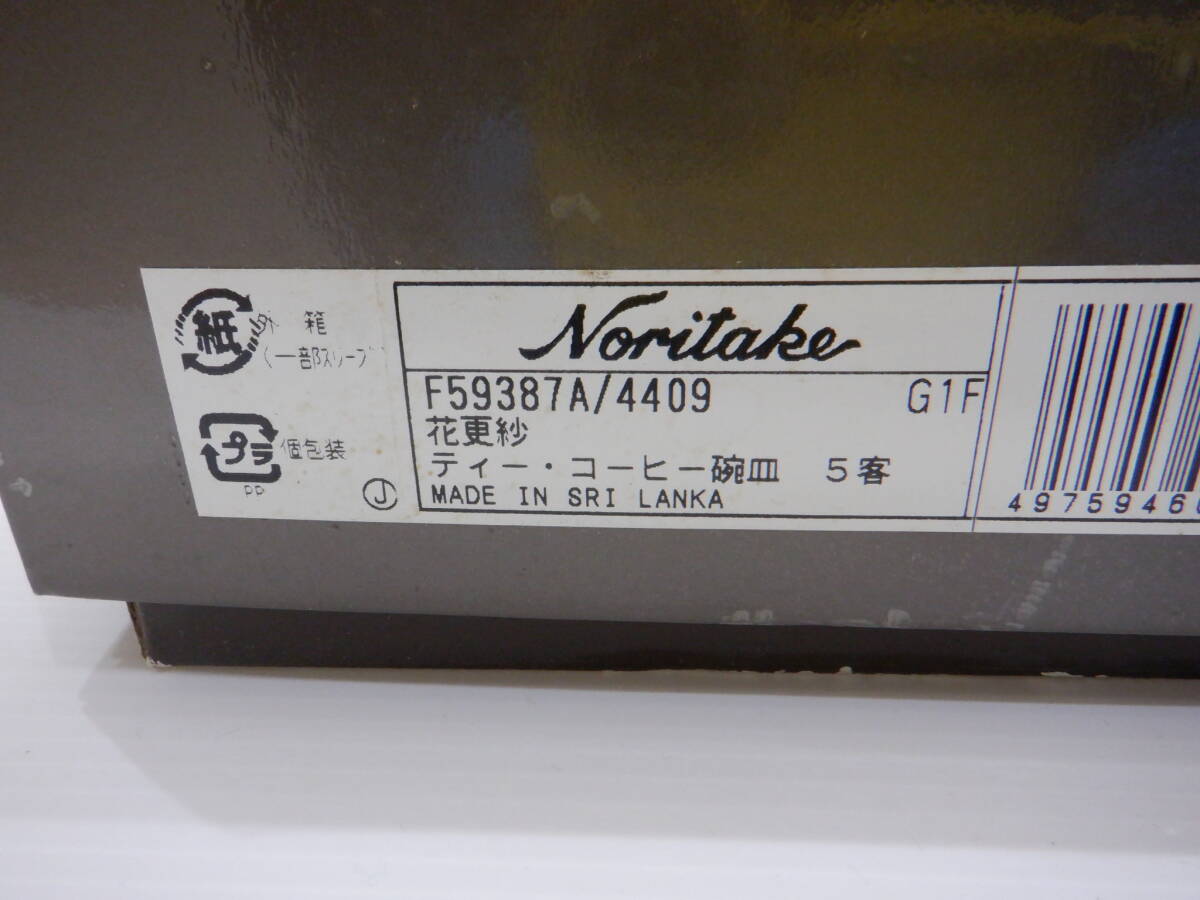 紙 外箱
(一部スリーブ)
プラ 個包装
PP
J
Noritake
F59387A/4409 G1F
花更紗
ティー・コーヒー碗皿 5客
MADE IN SRI LANKA
4975946